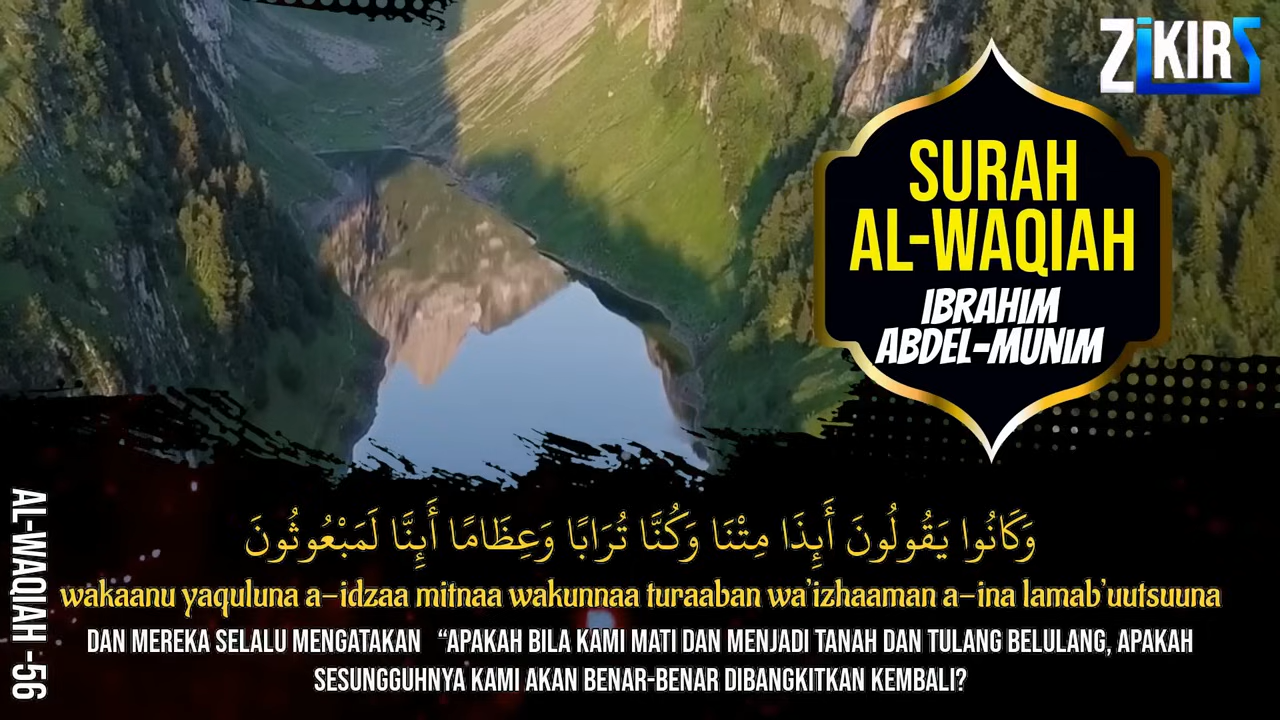 ZiKIRS
SURAH
AL-WAQIAH
IBRAHIM
ABDEL-MUNIM
وَكَانُوا يَقُولُونَ أَيِذَا مِتْنَا وَكُنَّا تُرَابًا وَعِظَامًا أَيِنَّا لَمَبْعُوثُونَ
wakaanu yaquluna a-idzaa mitnaa wakunnaa turaaban wa'izhaaman a-ina lamab'uutsuuna
DAN MEREKA SELALU MENGATAKAN “APAKAH BILA KAMI MATI DAN MENJADI TANAH DAN TULANG BELULANG, APAKAH
SESUNGGUHNYA KAMI AKAN BENAR-BENAR DIBANGKITKAN KEMBALI?
AL-WAQIAH -56